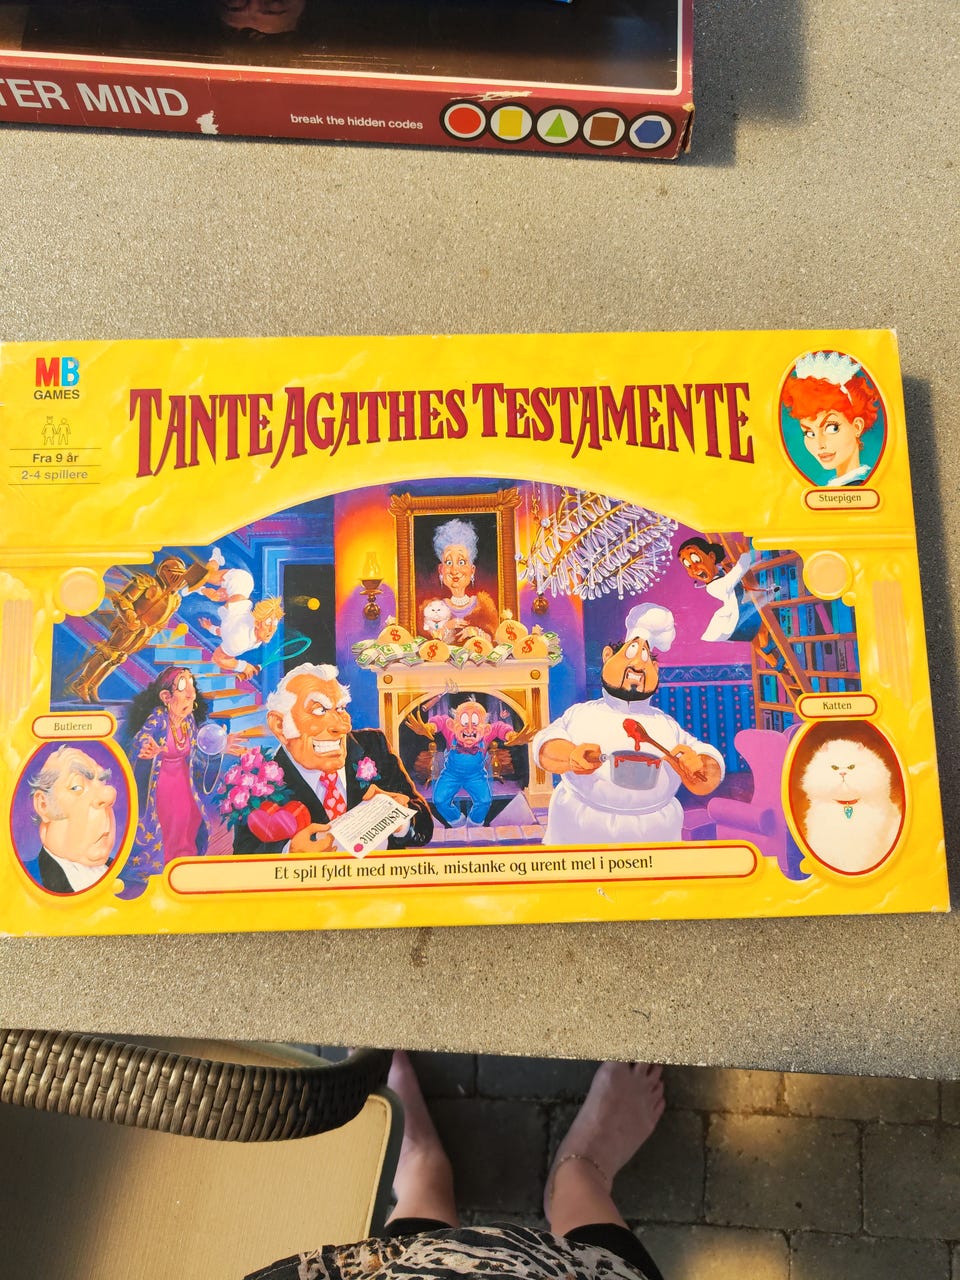 TER MIND
break the hidden codes
MB
GAMES
Fra 9 år
2-4 spillere
TANTE AGATHES TESTAMENTE
Stuepigen
$ $ $ $
Butleren
Katten
Testamente
Et spil fyldt med mystik, mistanke og urent mel i posen!